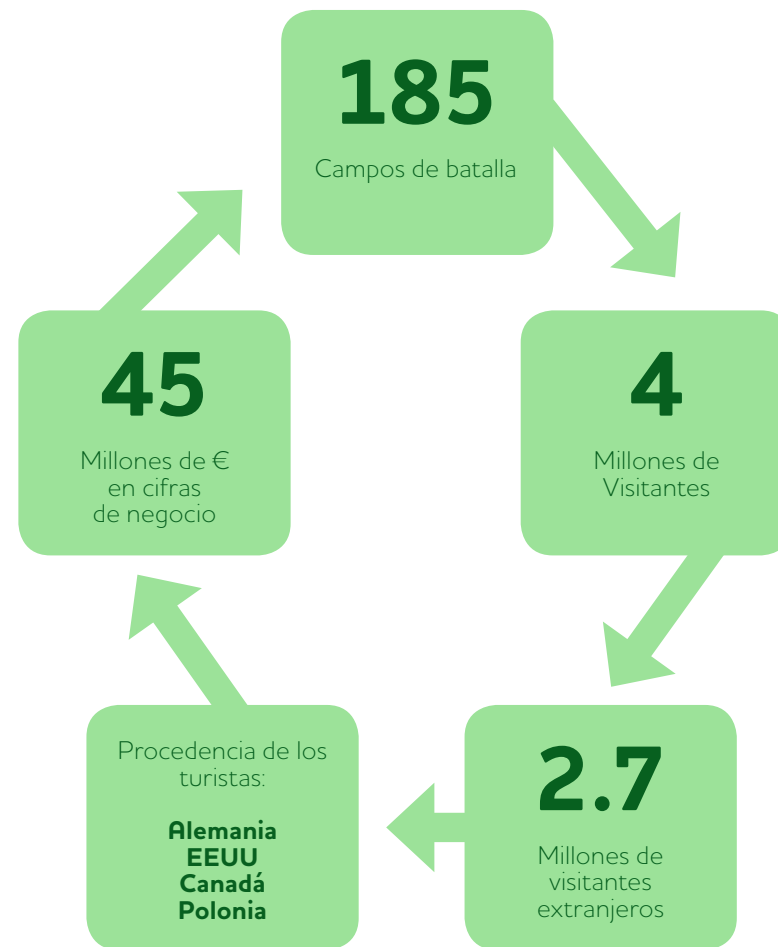 185
Campos de batalla
4
Millones de
Visitantes
2.7
Millones de
visitantes
extranjeros
Procedencia de los
turistas:
Alemania
EEUU
Canadá
Polonia
45
Millones de €
en cifras
de negocio